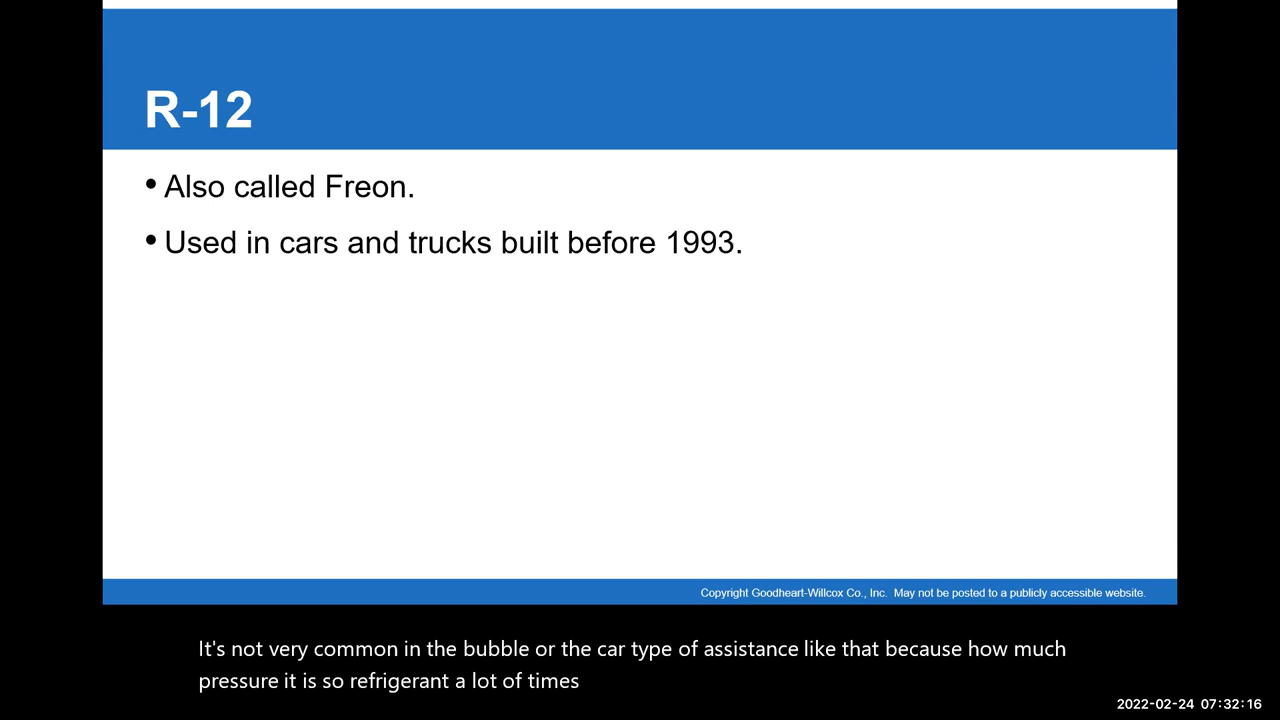 R-12
• Also called Freon.
• Used in cars and trucks built before 1993.
Copyright Goodheart-Willcox Co., Inc.  May not be posted to a publicly accessible website.
It's not very common in the bubble or the car type of assistance like that because how much
pressure it is so refrigerant a lot of times
2022-02-24 07:32:16